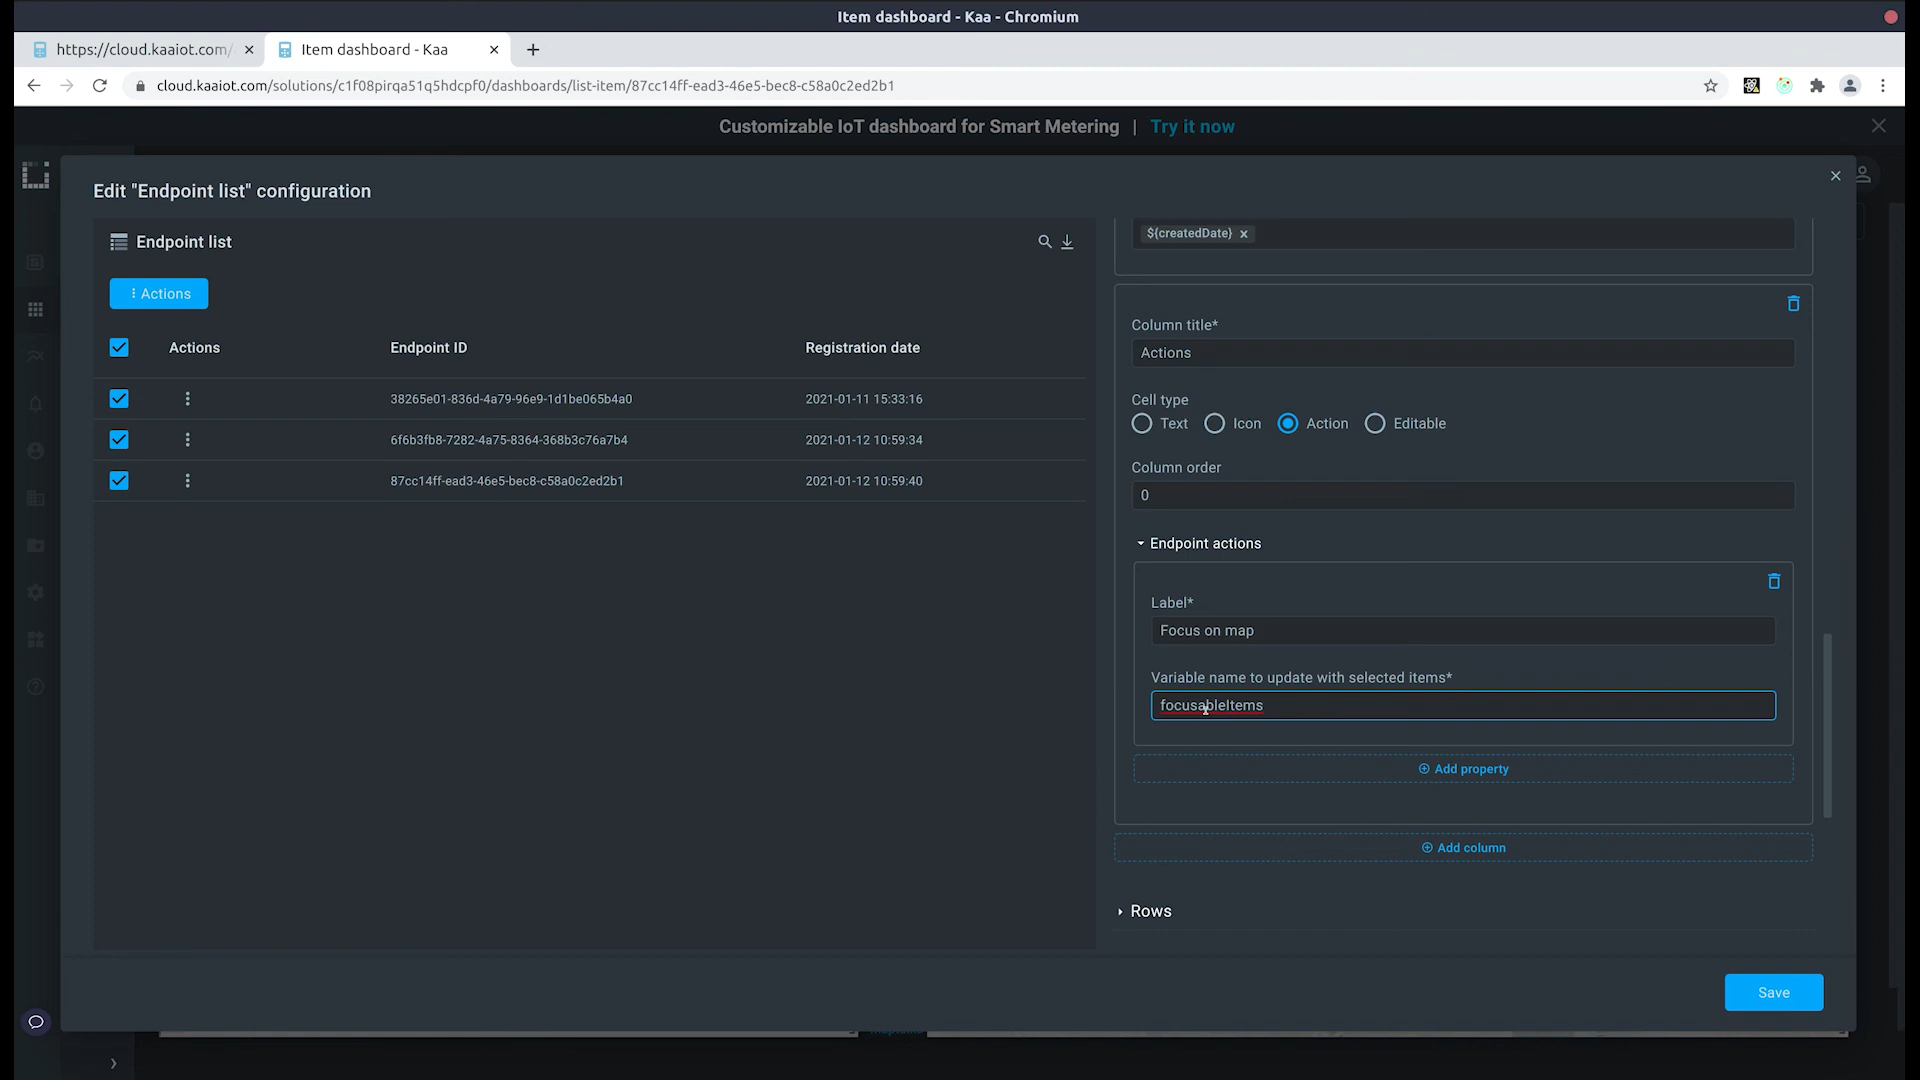 Item dashboard - Kaa - Chromium
https://cloud.kaaiot.com/
Item dashboard - Kaa
cloud.kaaiot.com/solutions/c1f08pirqa51q5hdcpf0/dashboards/list-item/87cc14ff-ead3-46e5-bec8-c58a0c2ed2b1
Customizable IoT dashboard for Smart Metering | Try it now
Edit "Endpoint list" configuration
Endpoint list
Actions
Actions Endpoint ID Registration date
38265e01-836d-4a79-96e9-1d1be065b4a0 2021-01-11 15:33:16
6f6b3fb8-7282-4a75-8364-368b3c76a7b4 2021-01-12 10:59:34
87cc14ff-ead3-46e5-bec8-c58a0c2ed2b1 2021-01-12 10:59:40
${createdDate}
Column title*
Actions
Cell type
Text Icon Action Editable
Column order
0
Endpoint actions
Label*
Focus on map
Variable name to update with selected items*
focusableItems
Add property
Add column
Rows
Save